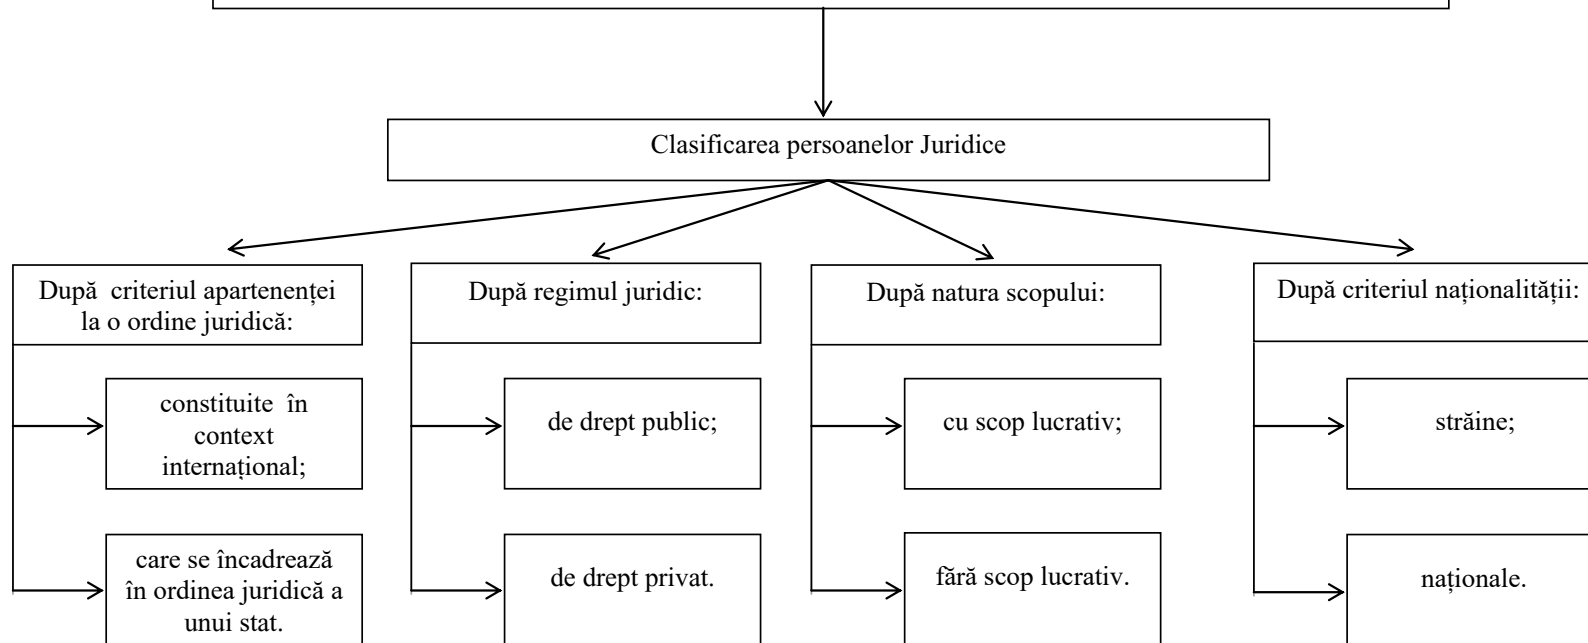 Clasificarea persoanelor Juridice
După criteriul apartenenței
la o ordine juridică:
constituite în
context
internațional;
care se încadrează
în ordinea juridică a
unui stat.
După regimul juridic:
de drept public;
de drept privat.
După natura scopului:
cu scop lucrativ;
fără scop lucrativ.
După criteriul naționalității:
străine;
naționale.